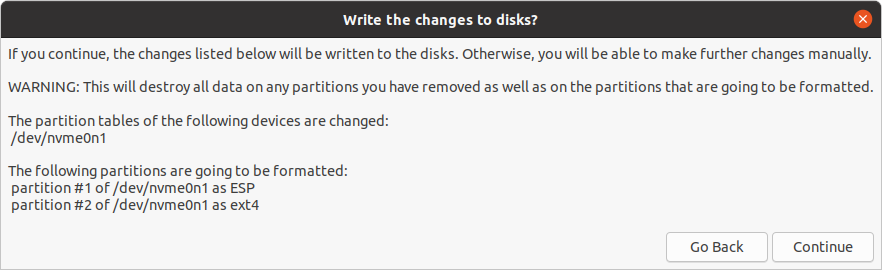 Write the changes to disks?
If you continue, the changes listed below will be written to the disks. Otherwise, you will be able to make further changes manually.
WARNING: This will destroy all data on any partitions you have removed as well as on the partitions that are going to be formatted.
The partition tables of the following devices are changed:
/dev/nvme0n1
The following partitions are going to be formatted:
partition #1 of /dev/nvme0n1 as ESP
partition #2 of /dev/nvme0n1 as ext4
Go Back
Continue